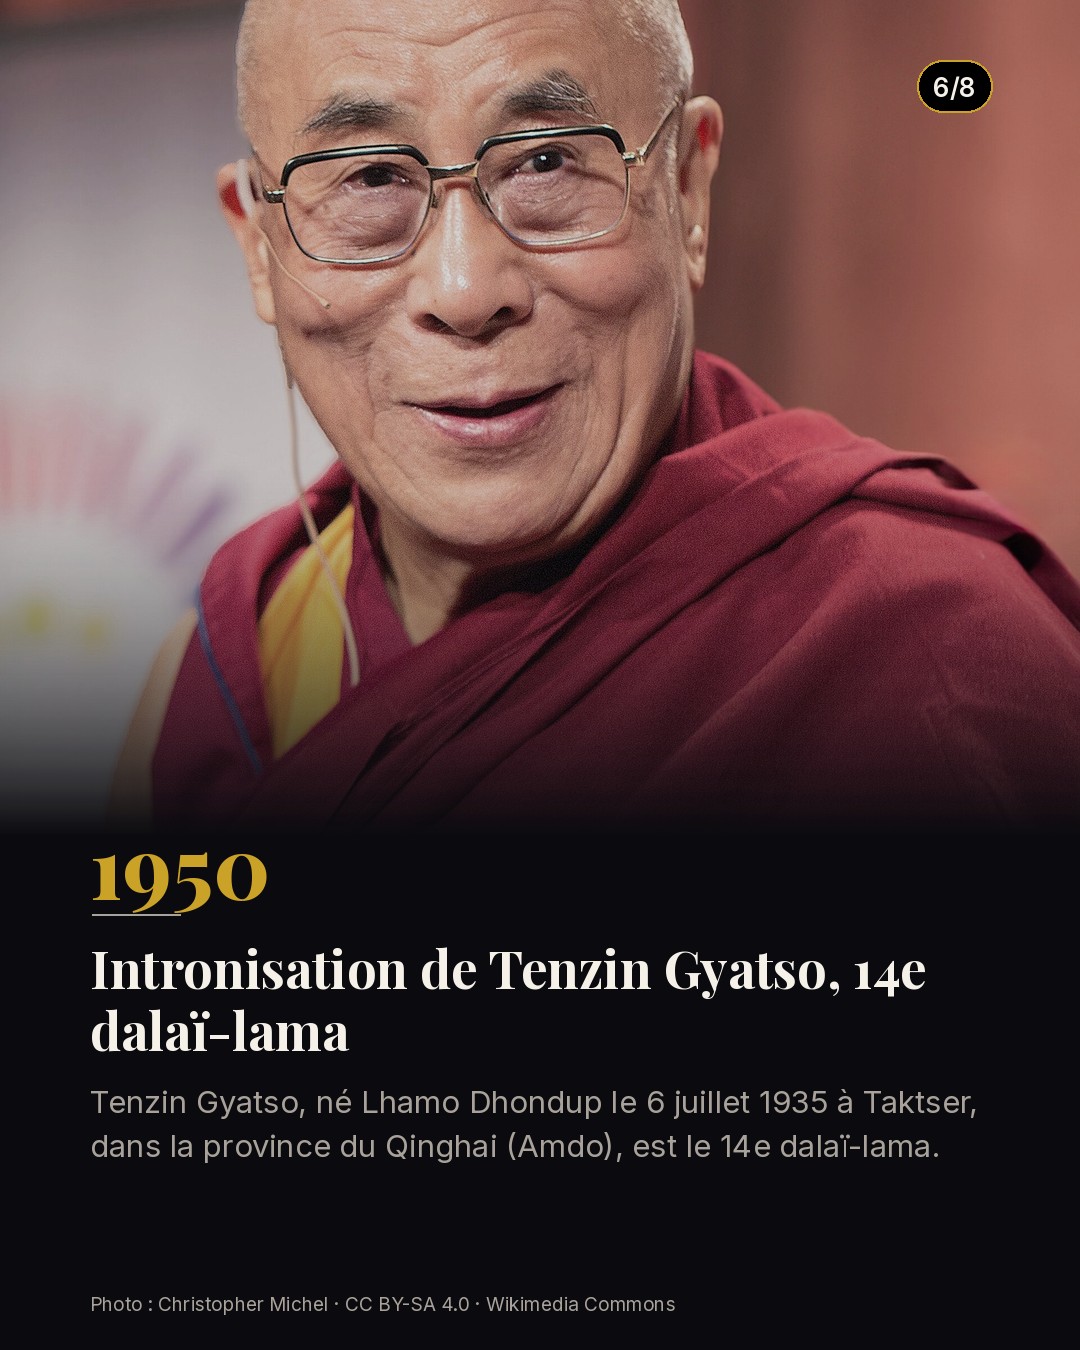 6/8
1950
Intronisation de Tenzin Gyatso, 14e
dalaï-lama
Tenzin Gyatso, né Lhamo Dhondup le 6 juillet 1935 à Taktser,
dans la province du Qinghai (Amdo), est le 14e dalaï-lama.
Photo : Christopher Michel · CC BY-SA 4.0 · Wikimedia Commons